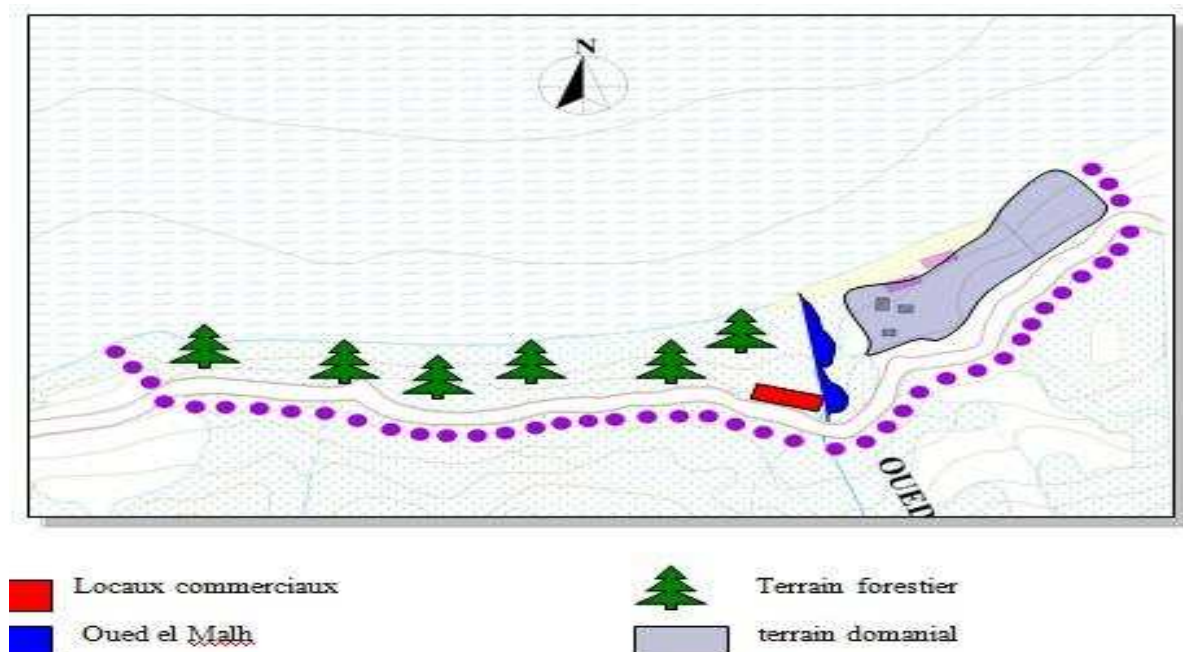 N
OUED
Locaux commerciaux
Terrain forestier
Oued el Malh
terrain domanial